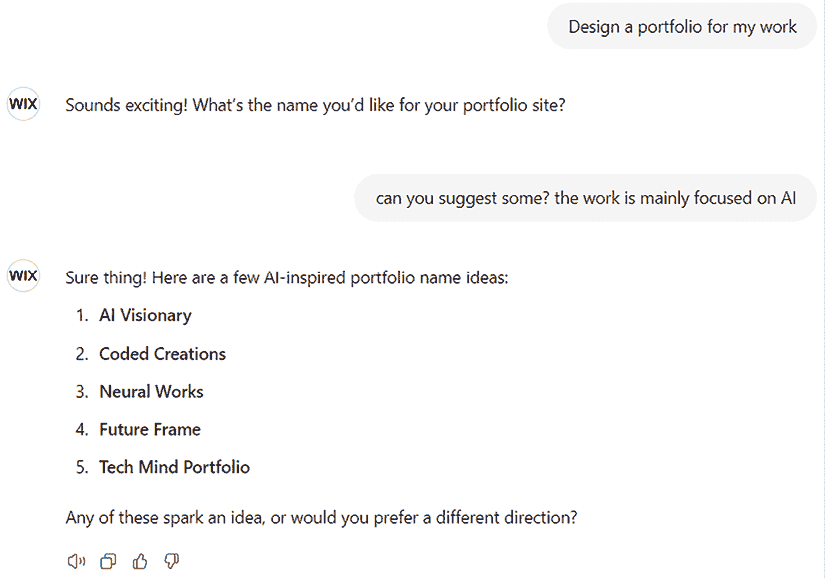 Design a portfolio for my work
WIX
Sounds exciting! What's the name you'd like for your portfolio site?
can you suggest some? the work is mainly focused on AI
WIX
Sure thing! Here are a few AI-inspired portfolio name ideas:
1. AI Visionary
2. Coded Creations
3. Neural Works
4. Future Frame
5. Tech Mind Portfolio
Any of these spark an idea, or would you prefer a different direction?